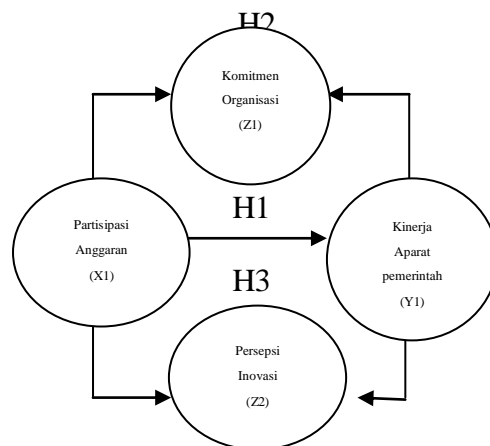 H2
Komitmen
Organisasi
(Z1)
Partisipasi
Anggaran
(X1)
H1
Kinerja
Aparat
pemerintah
(Y1)
H3
Persepsi
Inovasi
(Z2)